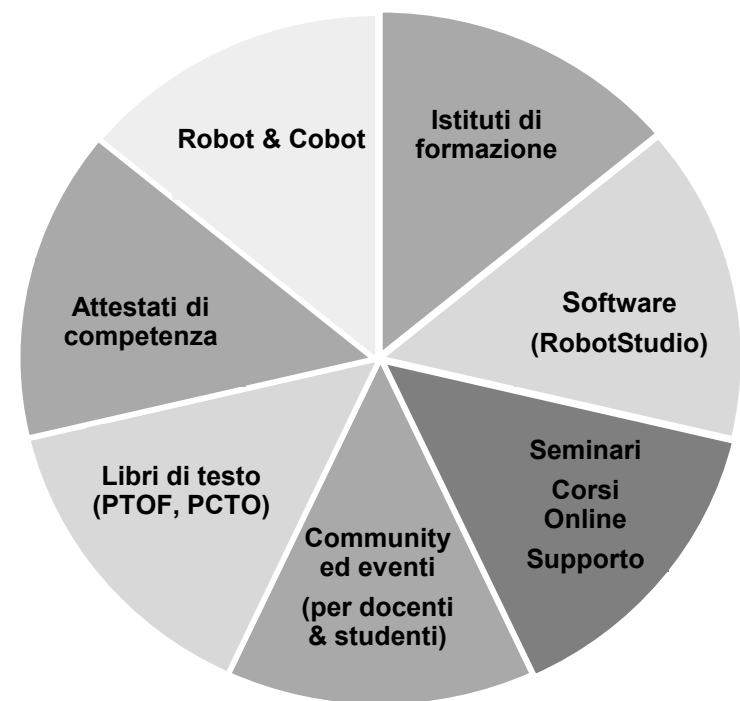 Robot & Cobot
Istituti di
formazione
Software
(RobotStudio)
Seminari
Corsi
Online
Supporto
Community
ed eventi
(per docenti
& studenti)
Libri di testo
(PTOF, PCTO)
Attestati di
competenza